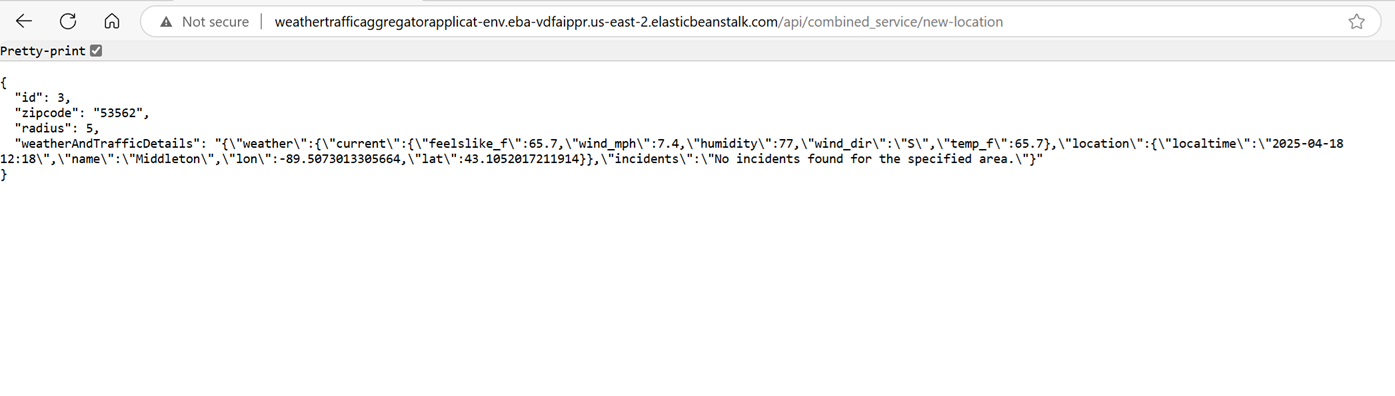 Not secure weathertrafficaggregatorapplicat-env.eba-vdfaippr.us-east-2.elasticbeanstalk.com/api/combined_service/new-location
Pretty-print
{
"id": 3,
"zipcode": "53562",
"radius": 5,
"weatherAndTrafficDetails": "{\"weather\":{\"current\":{\"feelslike_f\":65.7,\"wind_mph\":7.4,\"humidity\":77,\"wind_dir\":\"S\",\"temp_f\":65.7},\"location\":{\"localtime\":\"2025-04-18
12:18\",\"name\":\"Middleton\",\"lon\":-89.5073013305664,\"lat\":43.1052017211914}},\"incidents\":\"No incidents found for the specified area.\"}"
}